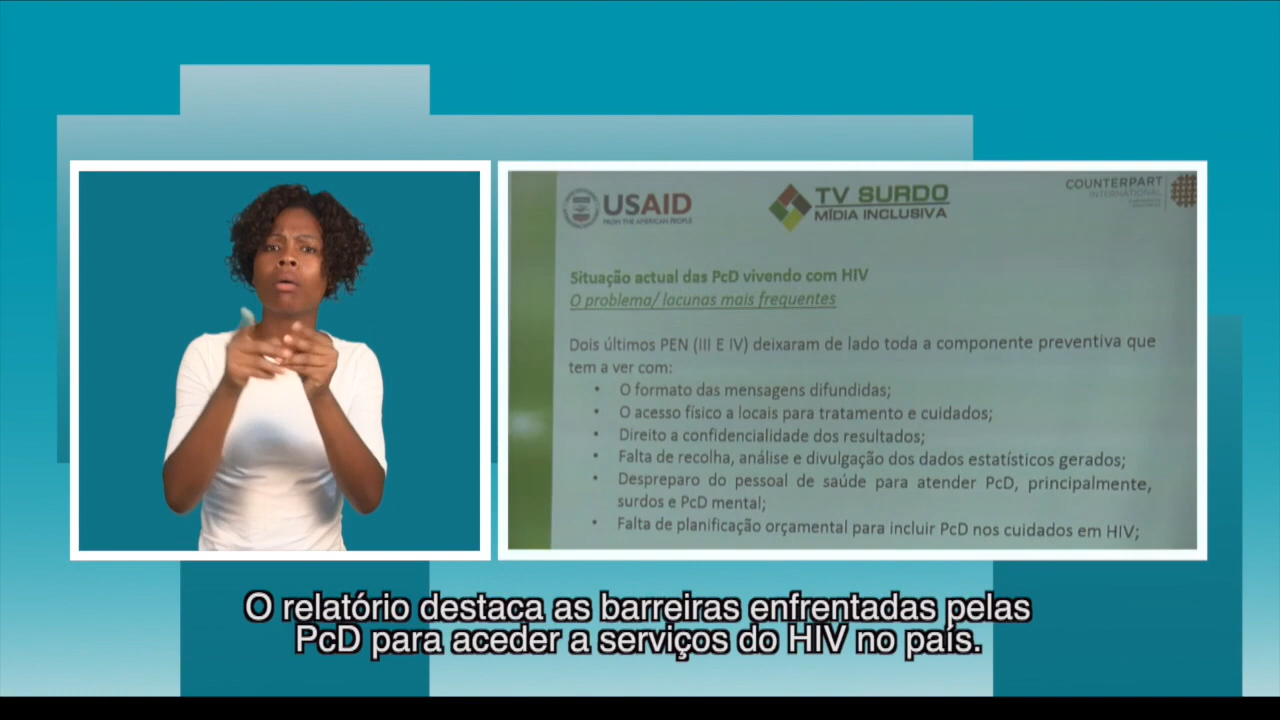 USAID
FROM THE AMERICAN PEOPLE
TV SURDO
MÍDIA INCLUSIVA
COUNTERPART
INTERNATIONAL
Situação actual das PcD vivendo com HIV
O problema/ lacunas mais frequentes
Dois últimos PEN (III E IV) deixaram de lado toda a componente preventiva que
tem a ver com:
• O formato das mensagens difundidas;
• O acesso físico a locais para tratamento e cuidados;
• Direito a confidencialidade dos resultados;
• Falta de recolha, análise e divulgação dos dados estatísticos gerados;
• Despreparo do pessoal de saúde para atender PcD, principalmente,
surdos e PcD mental;
• Falta de planificação orçamental para incluir PcD nos cuidados em HIV;
O relatório destaca as barreiras enfrentadas pelas
PcD para aceder a serviços do HIV no país.